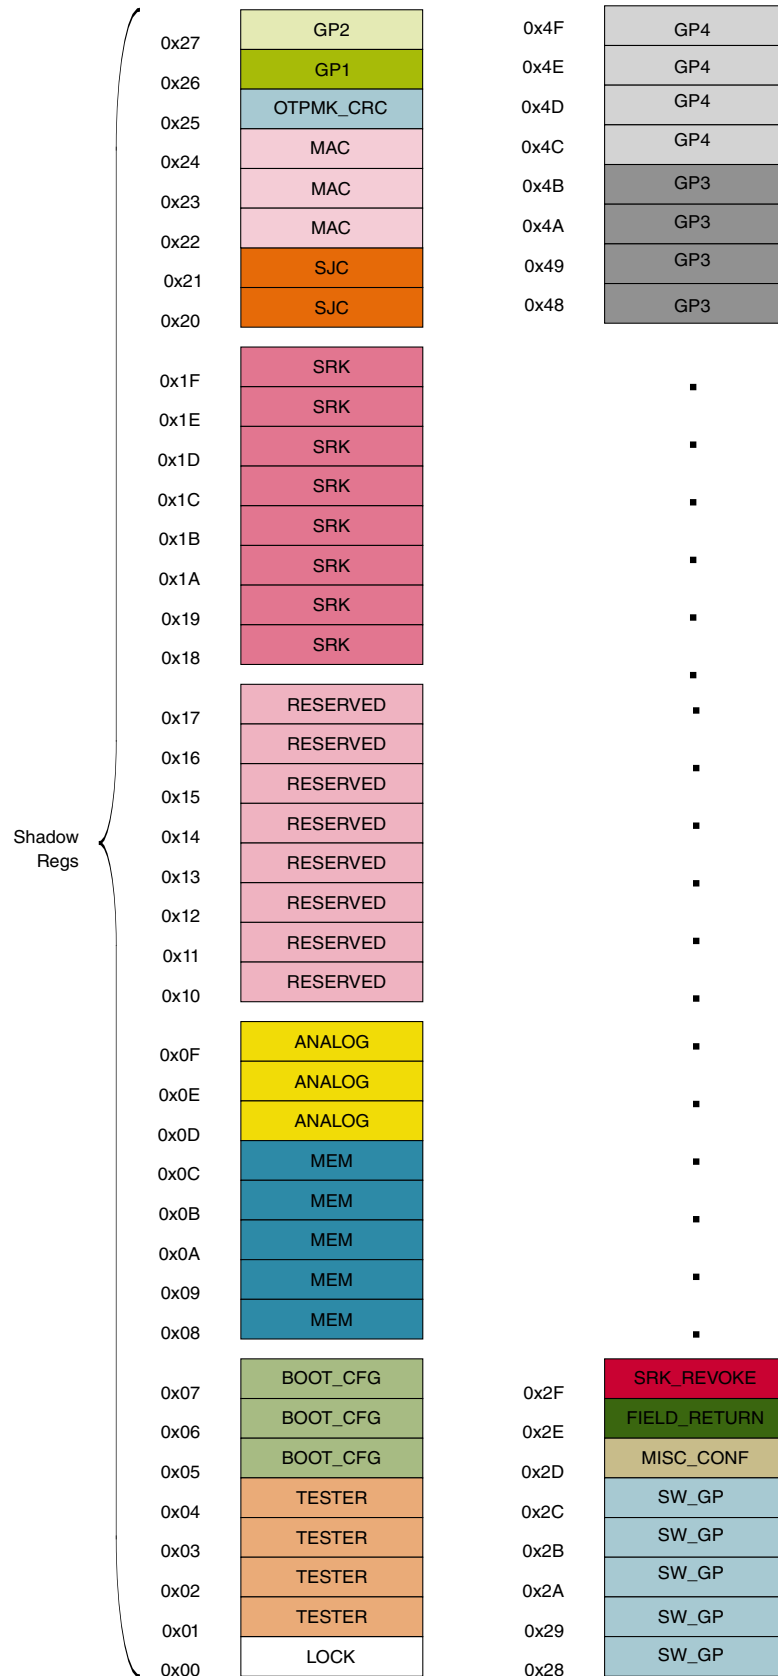 0x27 GP2
0x26 GP1
0x25 OTPMK_CRC
0x24 MAC
0x23 MAC
0x22 MAC
0x21 SJC
0x20 SJC
0x1F SRK
0x1E SRK
0x1D SRK
0x1C SRK
0x1B SRK
0x1A SRK
0x19 SRK
0x18 SRK
0x17 RESERVED
0x16 RESERVED
0x15 RESERVED
0x14 RESERVED
0x13 RESERVED
0x12 RESERVED
0x11 RESERVED
0x10 RESERVED
Shadow
Regs
0x0F ANALOG
0x0E ANALOG
0x0D ANALOG
0x0C MEM
0x0B MEM
0x0A MEM
0x09 MEM
0x08 MEM
0x07 BOOT_CFG
0x06 BOOT_CFG
0x05 BOOT_CFG
0x04 TESTER
0x03 TESTER
0x02 TESTER
0x01 TESTER
0x00 LOCK
0x4F GP4
0x4E GP4
0x4D GP4
0x4C GP4
0x4B GP3
0x4A GP3
0x49 GP3
0x48 GP3
0x2F SRK_REVOKE
0x2E FIELD_RETURN
0x2D MISC_CONF
0x2C SW_GP
0x2B SW_GP
0x2A SW_GP
0x29 SW_GP
0x28 SW_GP